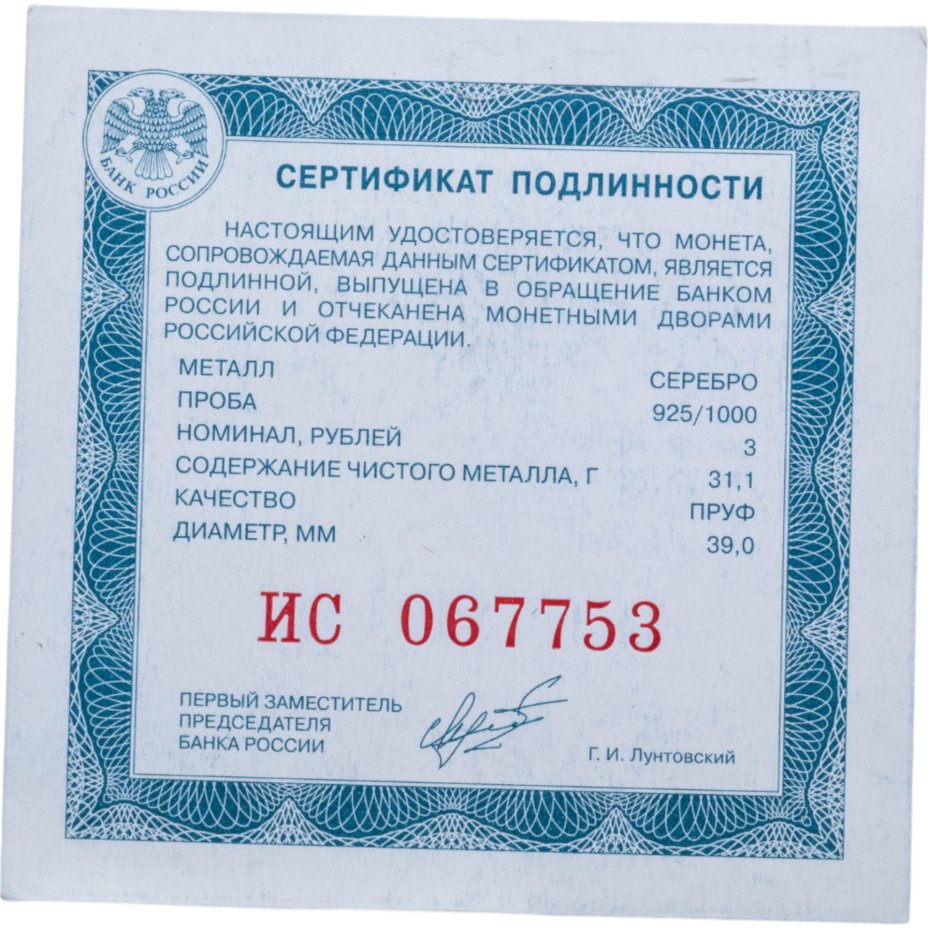 БАНК РОССИИ
СЕРТИФИКАТ ПОДЛИННОСТИ
НАСТОЯЩИМ УДОСТОВЕРЯЕТСЯ, ЧТО МОНЕТА,
СОПРОВОЖДАЕМАЯ ДАННЫМ СЕРТИФИКАТОМ, ЯВЛЯЕТСЯ
ПОДЛИННОЙ, ВЫПУЩЕНА В ОБРАЩЕНИЕ БАНКОМ
РОССИИ И ОТЧЕКАНЕНА МОНЕТНЫМИ ДВОРАМИ
РОССИЙСКОЙ ФЕДЕРАЦИИ.
МЕТАЛЛ СЕРЕБРО
ПРОБА 925/1000
НОМИНАЛ, РУБЛЕЙ 3
СОДЕРЖАНИЕ ЧИСТОГО МЕТАЛЛА, Г 31,1
КАЧЕСТВО ПРУФ
ДИАМЕТР, ММ 39,0
ИС 067753
ПЕРВЫЙ ЗАМЕСТИТЕЛЬ
ПРЕДСЕДАТЕЛЯ
БАНКА РОССИИ
Г. И. Лунтовский